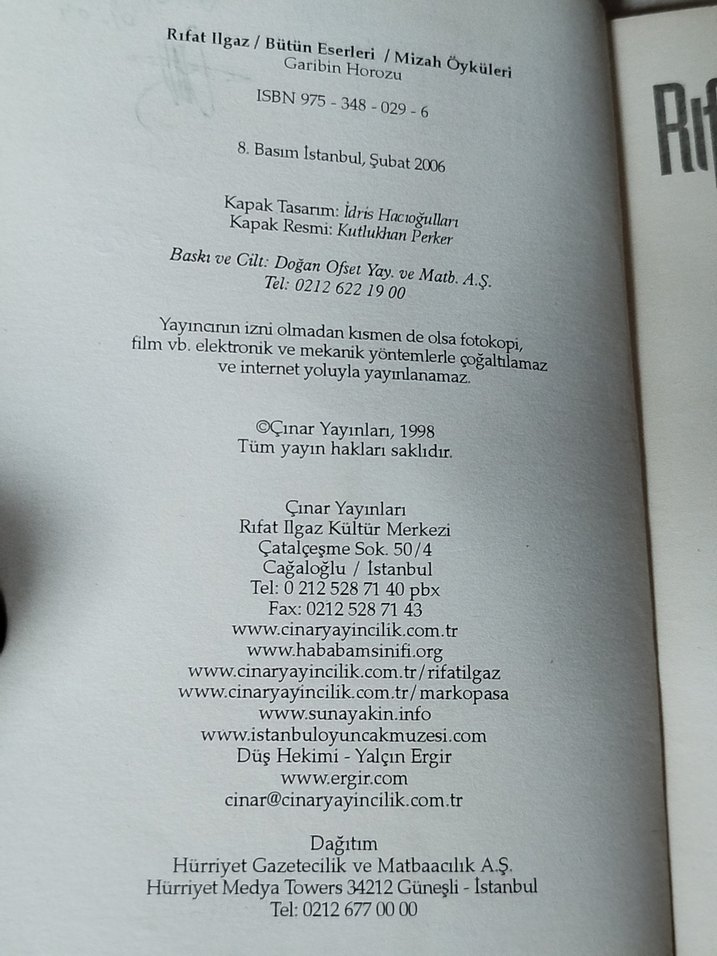 Rıfat Ilgaz / Bütün Eserleri / Mizah Öyküleri
Garibin Horozu
ISBN 975 - 348 - 029 - 6
8. Basım İstanbul, Şubat 2006
Kapak Tasarım: İdris Hacıoğulları
Kapak Resmi: Kutlukhan Perker
Baskı ve Cilt: Doğan Ofset Yay. ve Matb. A.Ş.
Tel: 0212 622 19 00
Yayıncının izni olmadan kısmen de olsa fotokopi,
film vb. elektronik ve mekanik yöntemlerle çoğaltılamaz
ve internet yoluyla yayınlanamaz.
©Çınar Yayınları, 1998
Tüm yayın hakları saklıdır.
Çınar Yayınları
Rıfat Ilgaz Kültür Merkezi
Çatalçeşme Sok. 50/4
Cağaloğlu / İstanbul
Tel: 0 212 528 71 40 pbx
Fax: 0212 528 71 43
www.cinaryayincilik.com.tr
www.hababamsinifi.org
www.cinaryayincilik.com.tr/rifatilgaz
www.cinaryayincilik.com.tr/markopasa
www.sunayakin.info
www.istanbuloyuncakmuzesi.com
Düş Hekimi - Yalçın Ergir
www.ergir.com
cinar@cinaryayincilik.com.tr
Dağıtım
Hürriyet Gazetecilik ve Matbaacılık A.Ş.
Hürriyet Medya Towers 34212 Güneşli - İstanbul
Tel: 0212 677 00 00